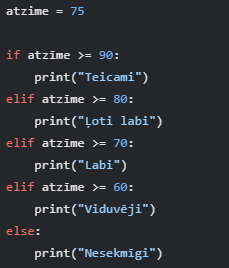 atzime = 75

if atzīme >= 90:
    print("Teicami")
elif atzīme >= 80:
    print("Ļoti labi")
elif atzīme >= 70:
    print("Labi")
elif atzīme >= 60:
    print("Viduvēji")
else:
    print("Nesekmīgi")